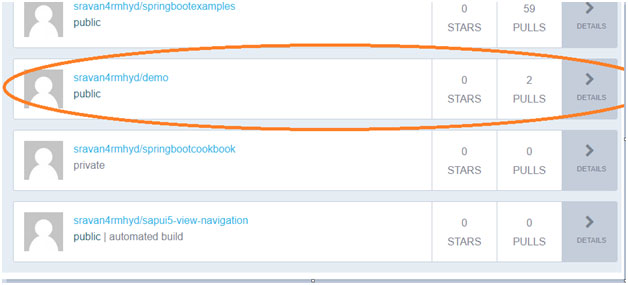 sravan4rmhyd/springbootexamples 0 59
public STARS PULLS DETAILS
sravan4rmhyd/demo 0 2
public STARS PULLS DETAILS
sravan4rmhyd/springbootcookbook 0 0
private STARS PULLS DETAILS
sravan4rmhyd/sapui5-view-navigation 0 0
public | automated build STARS PULLS DETAILS